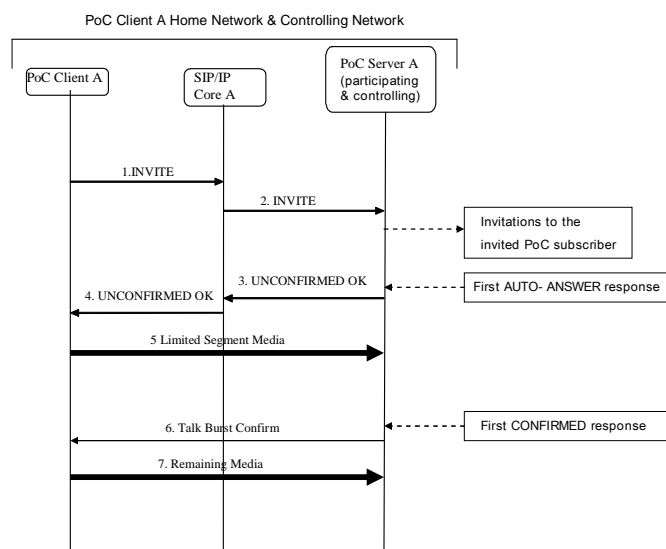 PoC Client A Home Network & Controlling Network
PoC Client A
SIP/IP
Core A
PoC Server A
(participating
& controlling)
1.INVITE
2. INVITE
Invitations to the
invited PoC subscriber
3. UNCONFIRMED OK
First AUTO- ANSWER response
4. UNCONFIRMED OK
5 Limited Segment Media
6. Talk Burst Confirm
First CONFIRMED response
7. Remaining Media